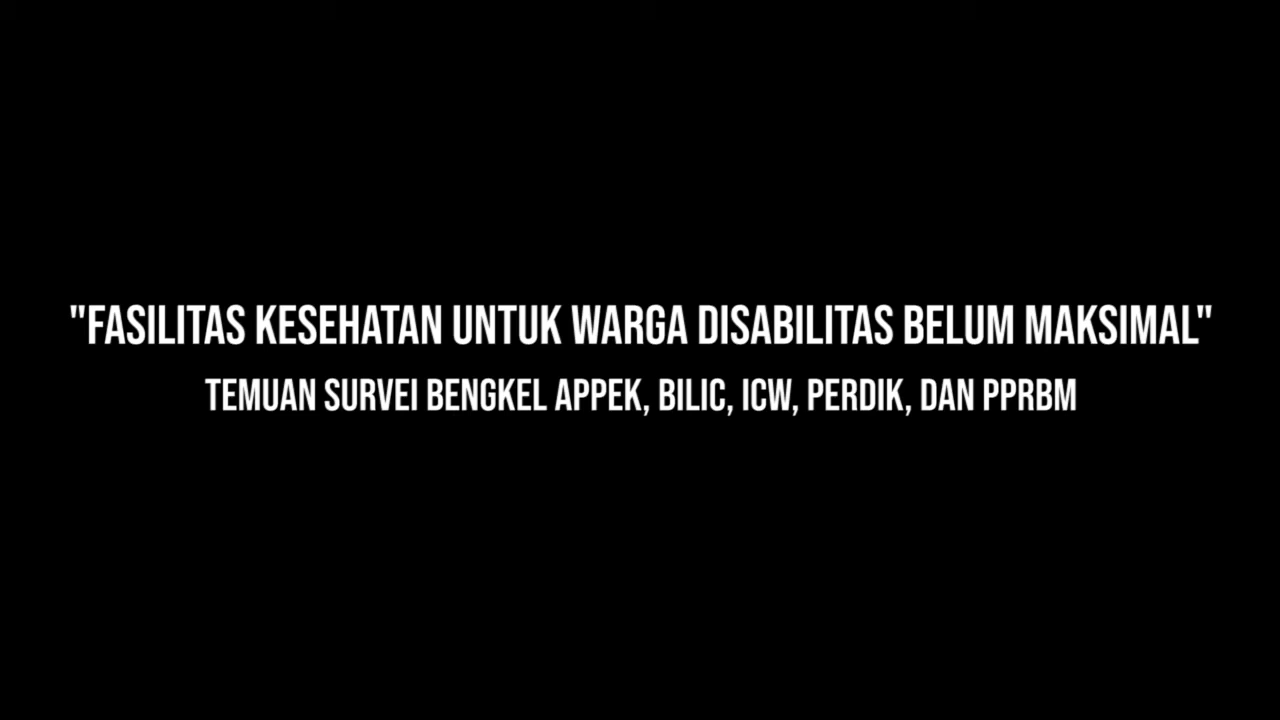 "FASILITAS KESEHATAN UNTUK WARGA DISABILITAS BELUM MAKSIMAL"
TEMUAN SURVEI BENGKEL APPEK, BILIC, ICW, PERDIK, DAN PPRBM